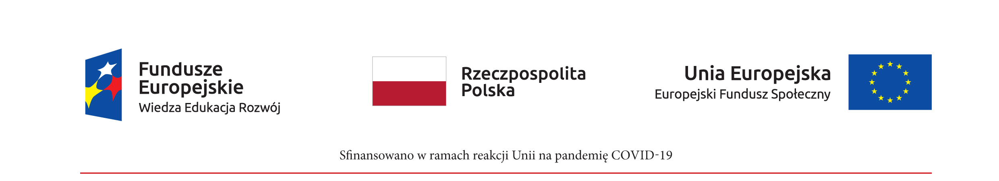 Fundusze
Europejskie
Wiedza Edukacja Rozwój
Rzeczpospolita
Polska
Unia Europejska
Europejski Fundusz Społeczny
Sfinansowano w ramach reakcji Unii na pandemię COVID-19